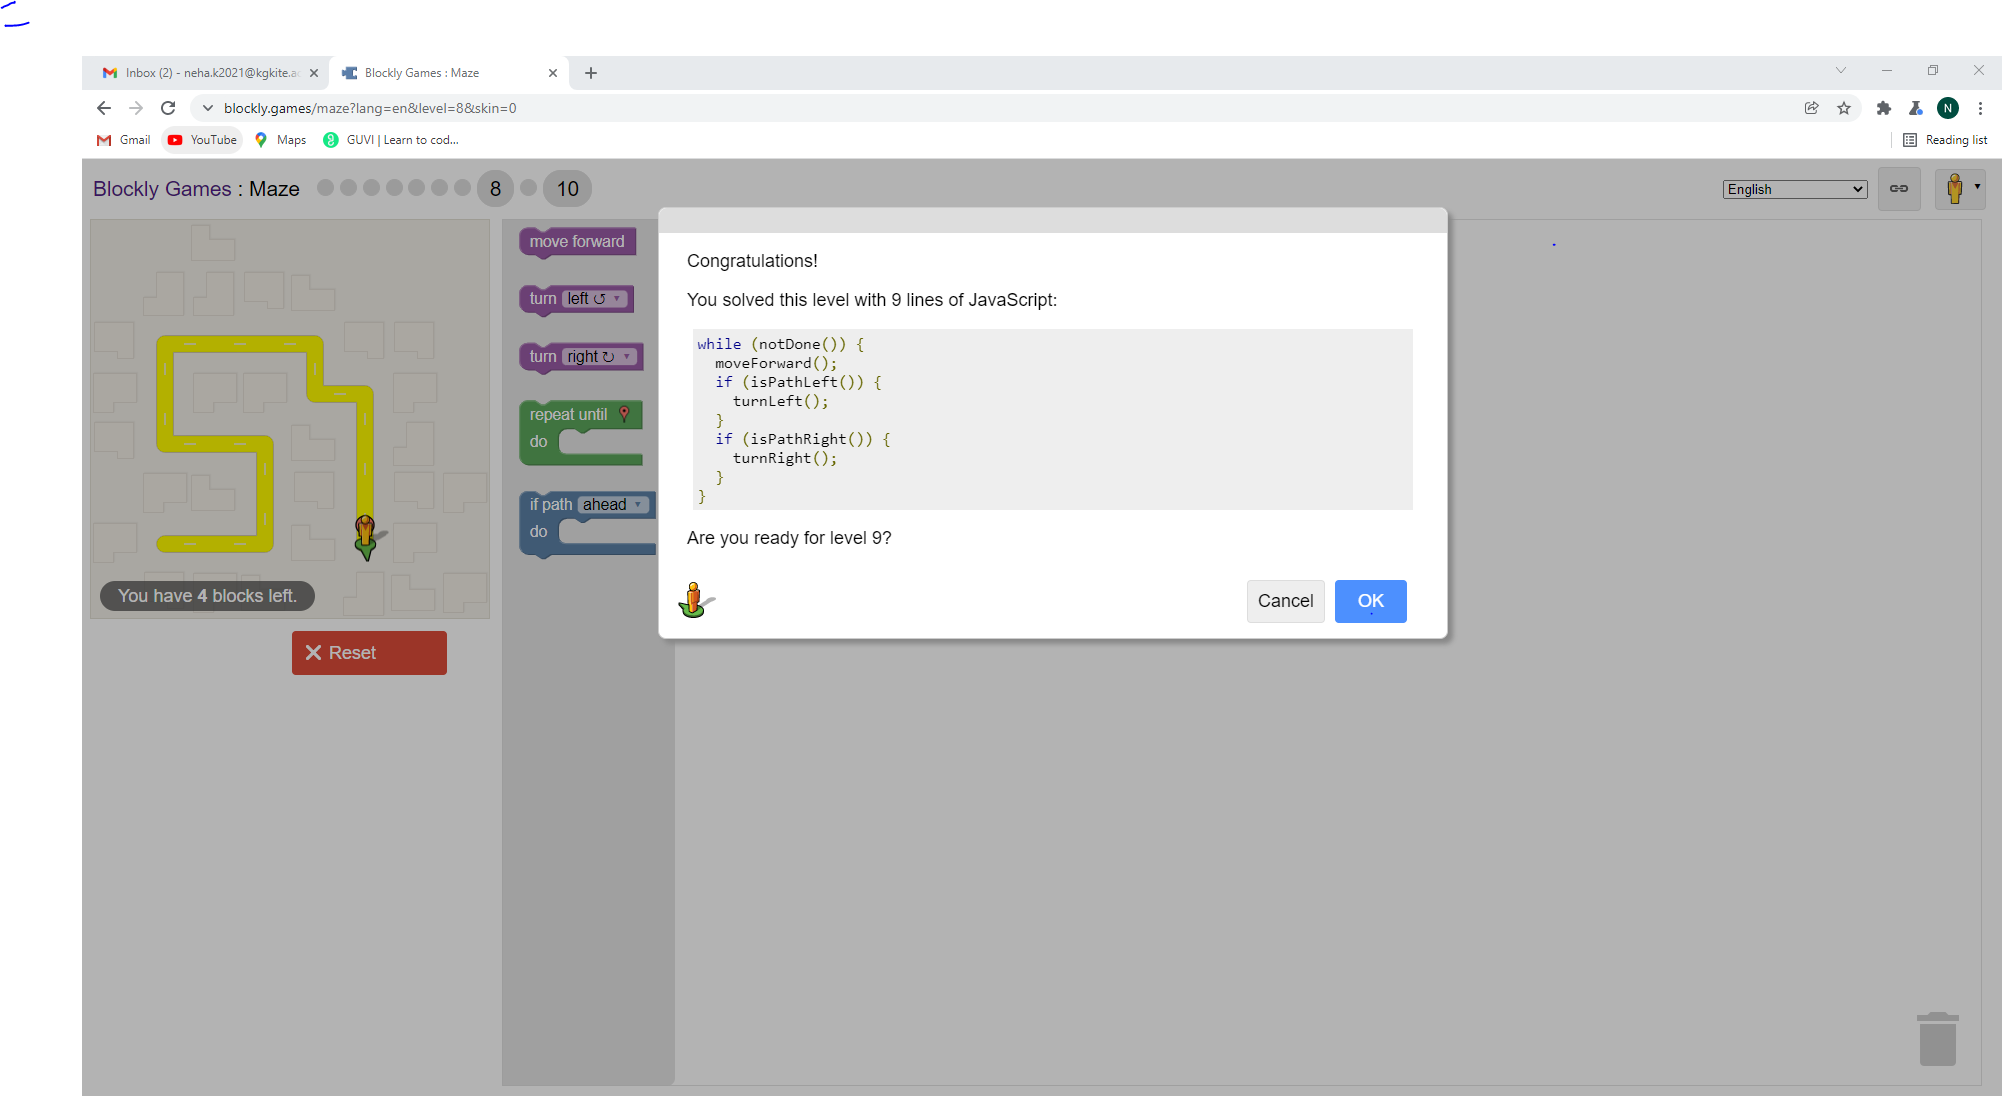 Inbox (2) - neha.k2021@kgkite.ac
Blockly Games : Maze
blockly.games/maze?lang=en&level=8&skin=0
N
Gmail
YouTube
Maps
GUVI | Learn to cod...
Reading list
Blockly Games : Maze
8
10
English
move forward
turn left ↺
turn right ↻
repeat until
do
if path ahead
do
You have 4 blocks left.
Reset
Congratulations!
You solved this level with 9 lines of JavaScript:
while (notDone()) {
  moveForward();
  if (isPathLeft()) {
    turnLeft();
  }
  if (isPathRight()) {
    turnRight();
  }
}
Are you ready for level 9?
Cancel
OK